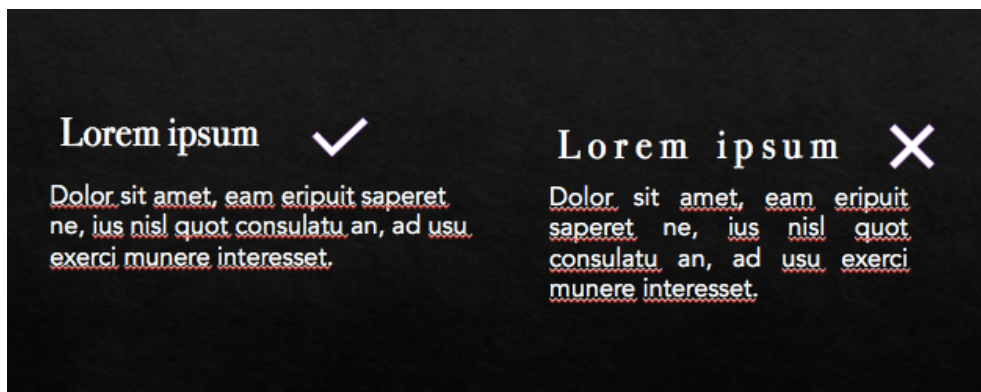 Lorem ipsum
Dolor sit amet, eam eripuit saperet
ne, ius nisl quot consulatu an, ad usu
exerci munere interesset.
Lorem ipsum
Dolor sit amet, eam eripuit
saperet ne, ius nisl quot
consulatu an, ad usu exerci
munere interesset.